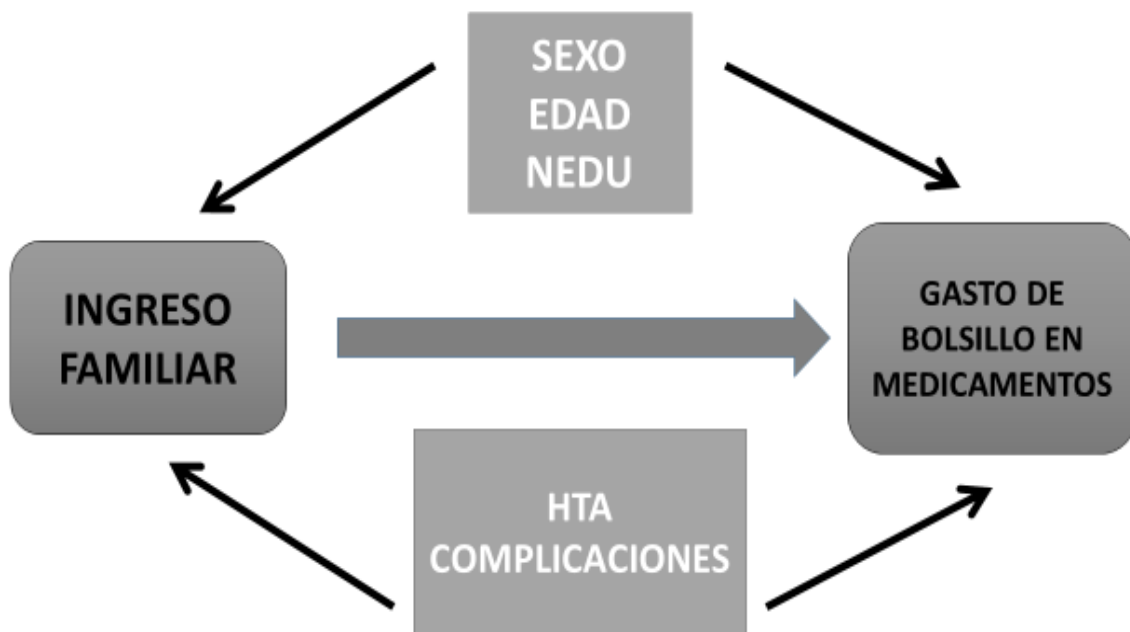 SEXO
EDAD
NEDU
INGRESO
FAMILIAR
GASTO DE
BOLSILLO EN
MEDICAMENTOS
HTA
COMPLICACIONES